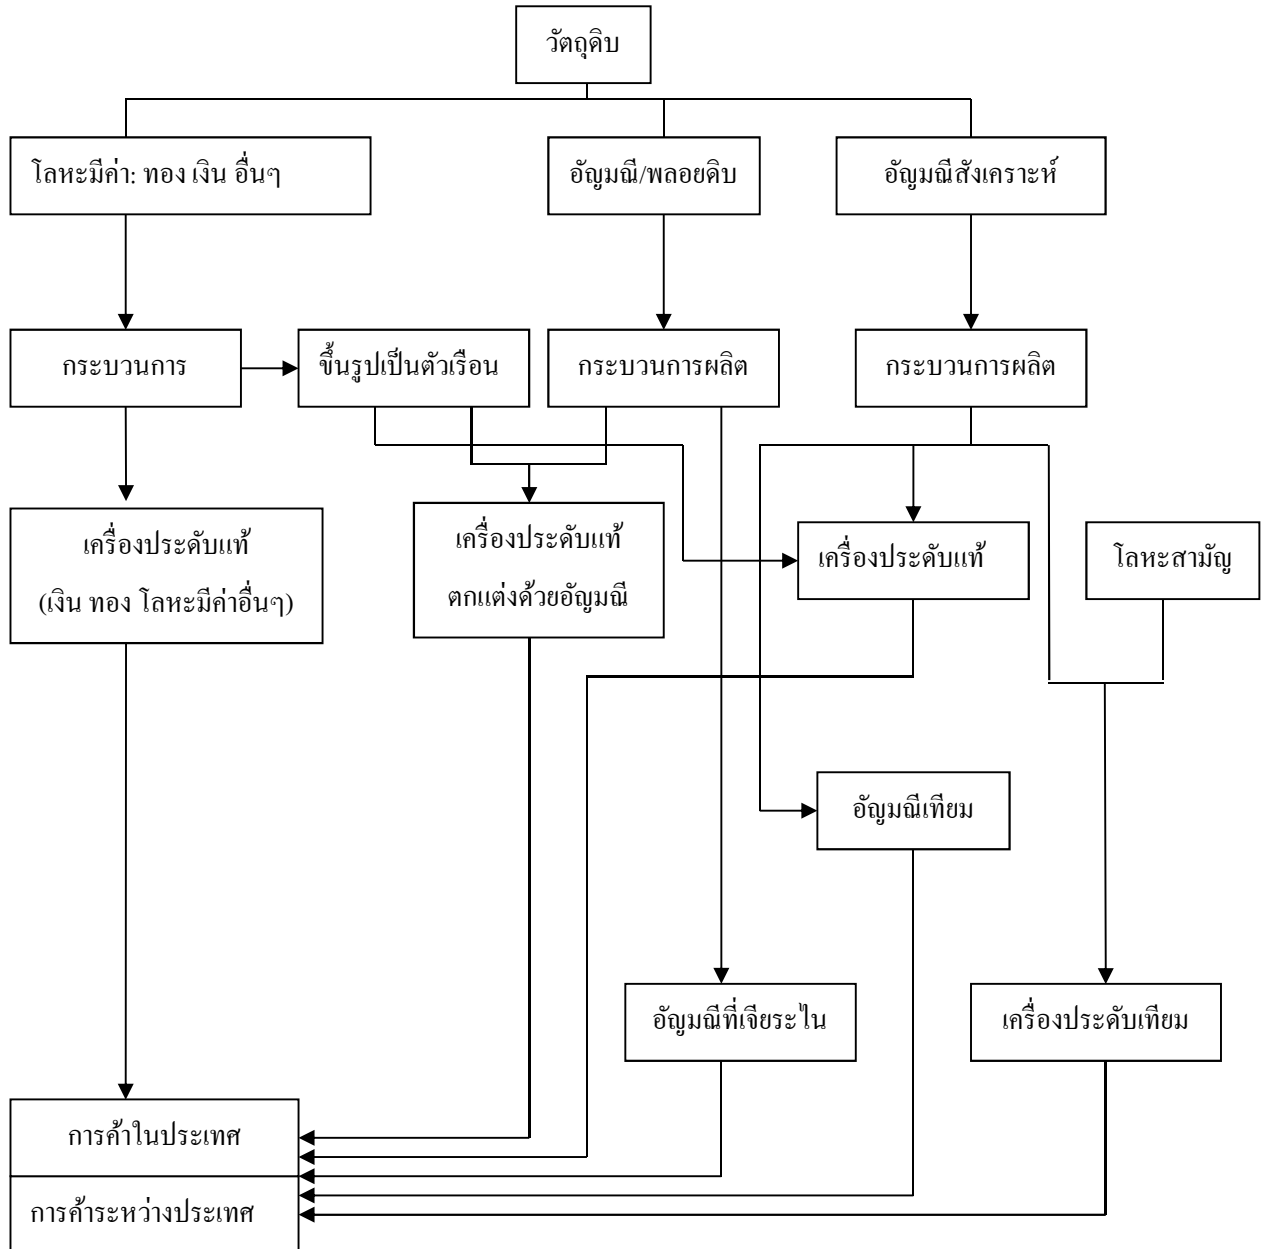 วัตถุดิบ
โลหะมีค่า: ทอง เงิน อื่นๆ
อัญมณี/พลอยดิบ
อัญมณีสังเคราะห์
กระบวนการ
ขึ้นรูปเป็นตัวเรือน
กระบวนการผลิต
กระบวนการผลิต
เครื่องประดับแท้
(เงิน ทอง โลหะมีค่าอื่นๆ)
เครื่องประดับแท้
ตกแต่งด้วยอัญมณี
เครื่องประดับแท้
โลหะสามัญ
อัญมณีเทียม
อัญมณีที่เจียระไน
เครื่องประดับเทียม
การค้าในประเทศ
การค้าระหว่างประเทศ